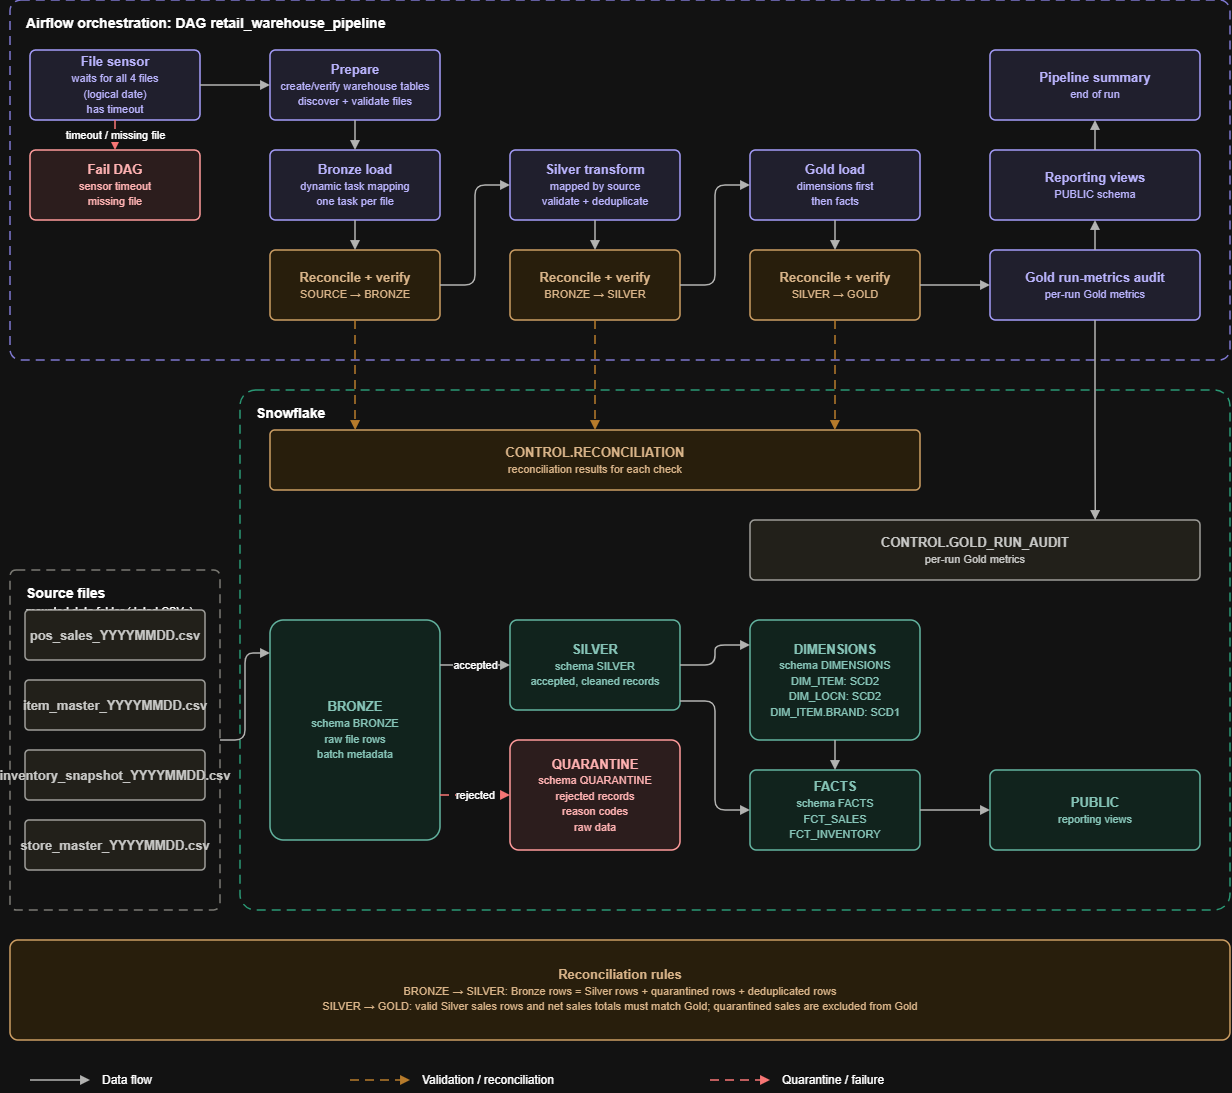 Airflow orchestration: DAG retail_warehouse_pipeline
File sensor
waits for all 4 files
(logical date)
has timeout
Prepare
create/verify warehouse tables
discover + validate files
Pipeline summary
end of run
timeout / missing file
Fail DAG
sensor timeout
missing file
Bronze load
dynamic task mapping
one task per file
Silver transform
mapped by source
validate + deduplicate
Gold load
dimensions first
then facts
Reporting views
PUBLIC schema
Reconcile + verify
SOURCE → BRONZE
Reconcile + verify
BRONZE → SILVER
Reconcile + verify
SILVER → GOLD
Gold run-metrics audit
per-run Gold metrics
Snowflake
CONTROL.RECONCILIATION
reconciliation results for each check
CONTROL.GOLD_RUN_AUDIT
per-run Gold metrics
Source files
pos_sales_YYYYMMDD.csv
item_master_YYYYMMDD.csv
inventory_snapshot_YYYYMMDD.csv
store_master_YYYYMMDD.csv
BRONZE
schema BRONZE
raw file rows
batch metadata
accepted
rejected
SILVER
schema SILVER
accepted, cleaned records
QUARANTINE
schema QUARANTINE
rejected records
reason codes
raw data
DIMENSIONS
schema DIMENSIONS
DIM_ITEM: SCD2
DIM_LOCN: SCD2
DIM_ITEM.BRAND: SCD1
FACTS
schema FACTS
FCT_SALES
FCT_INVENTORY
PUBLIC
reporting views
Reconciliation rules
BRONZE → SILVER: Bronze rows = Silver rows + quarantined rows + deduplicated rows
SILVER → GOLD: valid Silver sales rows and net sales totals must match Gold; quarantined sales are excluded from Gold
Data flow
Validation / reconciliation
Quarantine / failure